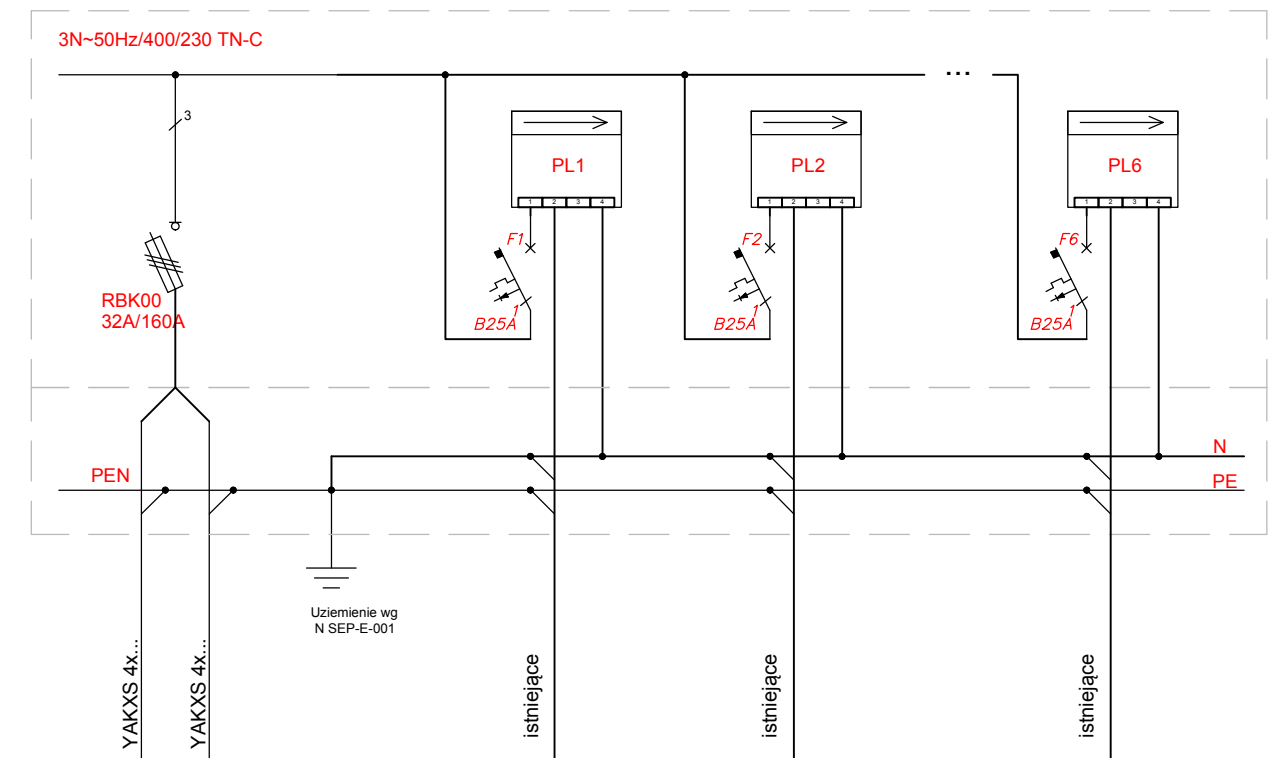 3N~50Hz/400/230 TN-C
...
3
PL1
PL2
PL6
1 2 3 4
1 2 3 4
1 2 3 4
F1
F2
F6
RBK00
32A/160A
1
B25A
1
B25A
1
B25A
N
PEN
PE
Uziemienie wg
N SEP-E-001
YAKXS 4x...
YAKXS 4x...
istniejące
istniejące
istniejące